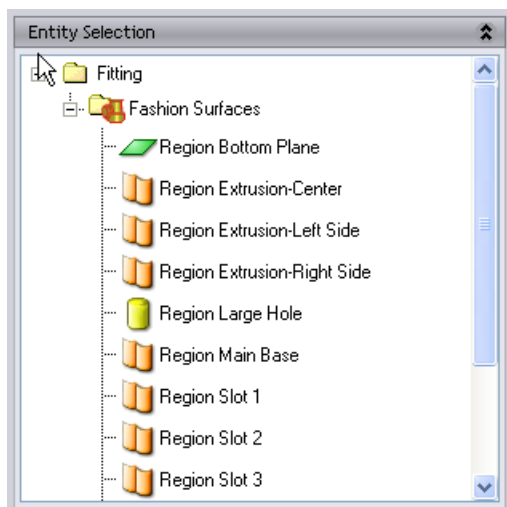 Entity Selection
Fitting
Fashion Surfaces
Region Bottom Plane
Region Extrusion-Center
Region Extrusion-Left Side
Region Extrusion-Right Side
Region Large Hole
Region Main Base
Region Slot 1
Region Slot 2
Region Slot 3